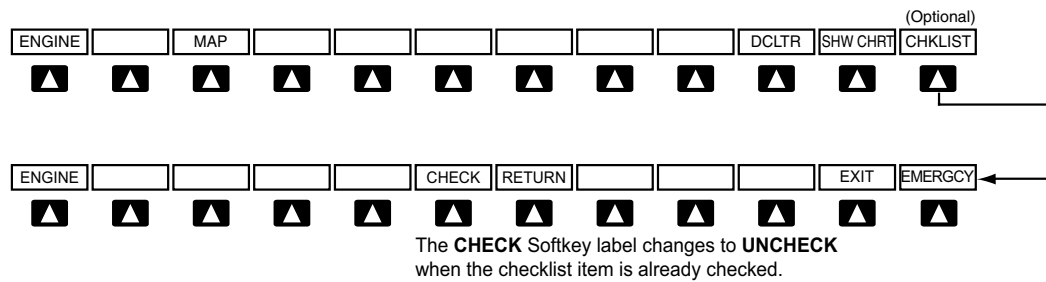 (Optional)
ENGINE MAP DCLTR SHW CHRT CHKLIST
ENGINE CHECK RETURN EXIT EMERGCY
The CHECK Softkey label changes to UNCHECK
when the checklist item is already checked.